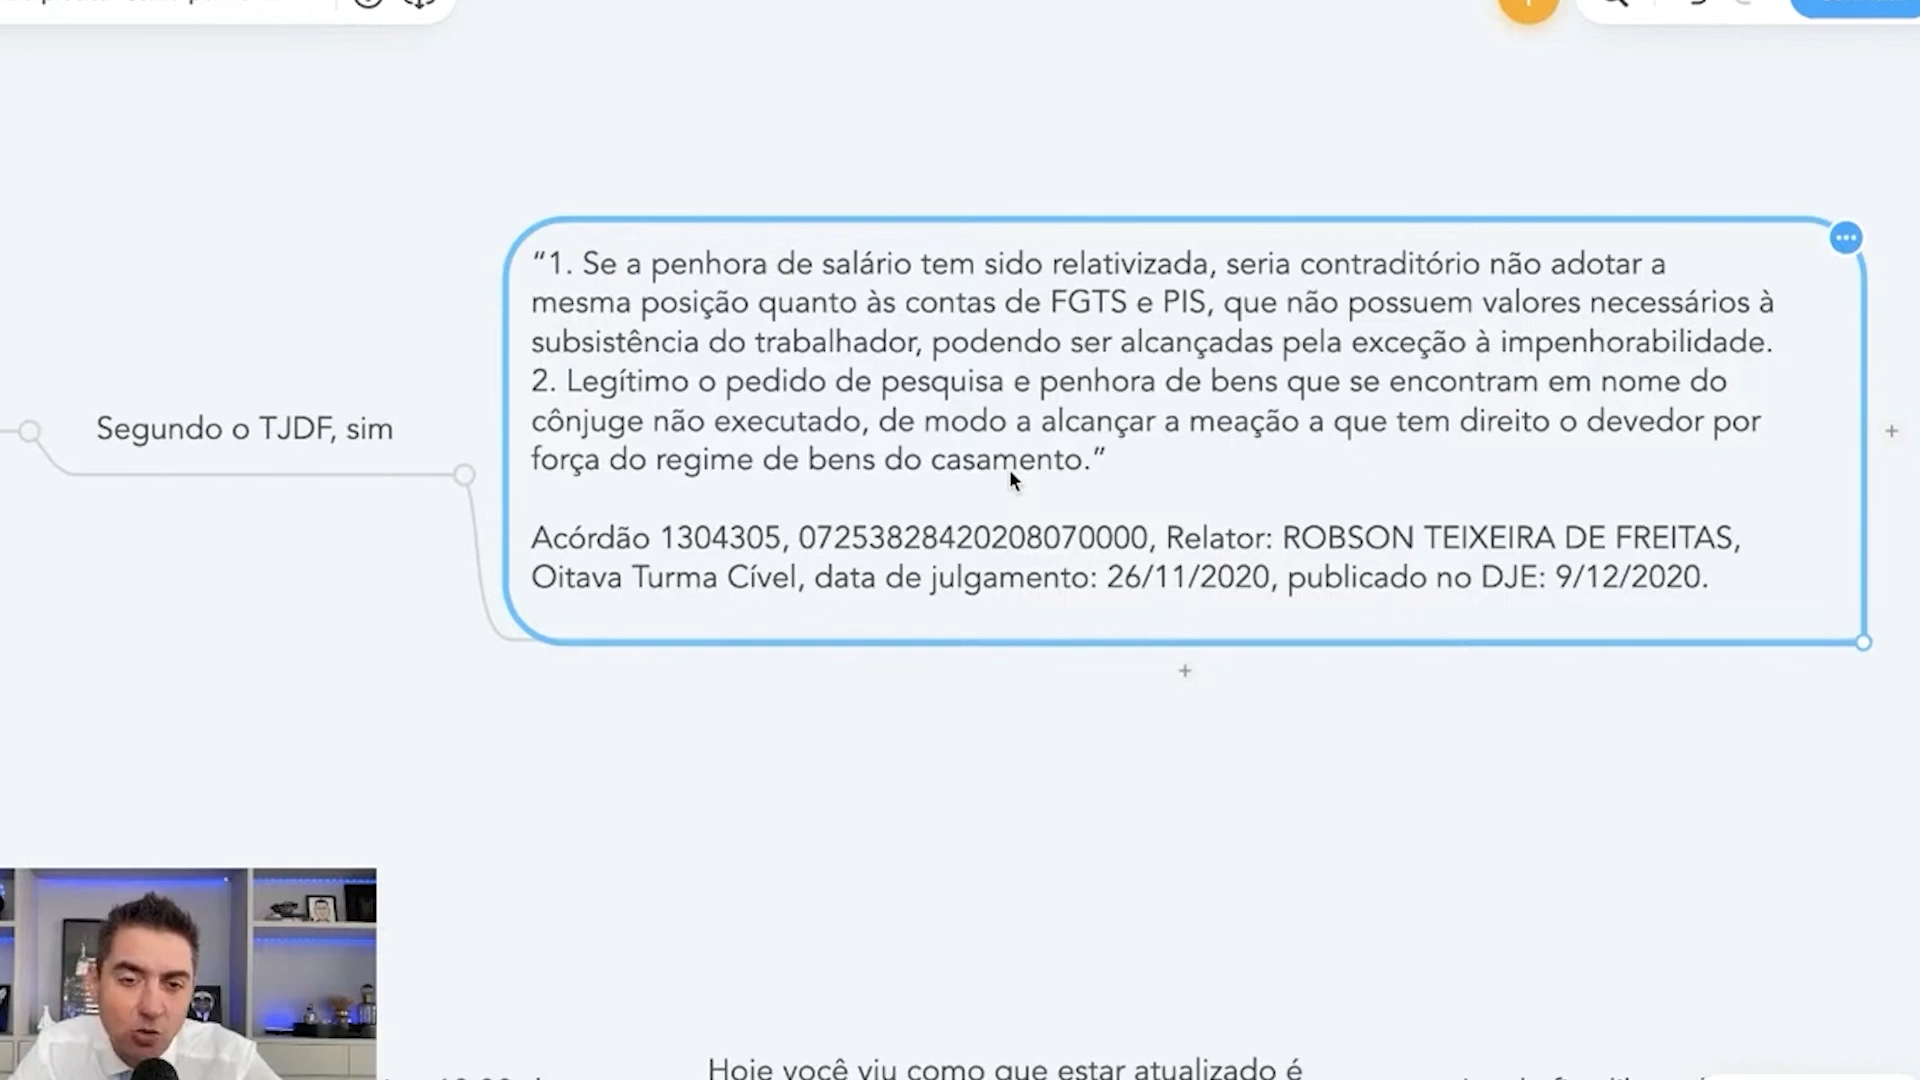 Segundo o TJDF, sim
“1. Se a penhora de salário tem sido relativizada, seria contraditório não adotar a
mesma posição quanto às contas de FGTS e PIS, que não possuem valores necessários à
subsistência do trabalhador, podendo ser alcançadas pela exceção à impenhorabilidade.
2. Legítimo o pedido de pesquisa e penhora de bens que se encontram em nome do
cônjuge não executado, de modo a alcançar a meação a que tem direito o devedor por
força do regime de bens do casamento.”
Acórdão 1304305, 07253828420208070000, Relator: ROBSON TEIXEIRA DE FREITAS,
Oitava Turma Cível, data de julgamento: 26/11/2020, publicado no DJE: 9/12/2020.
Hoje você viu como que estar atualizado é